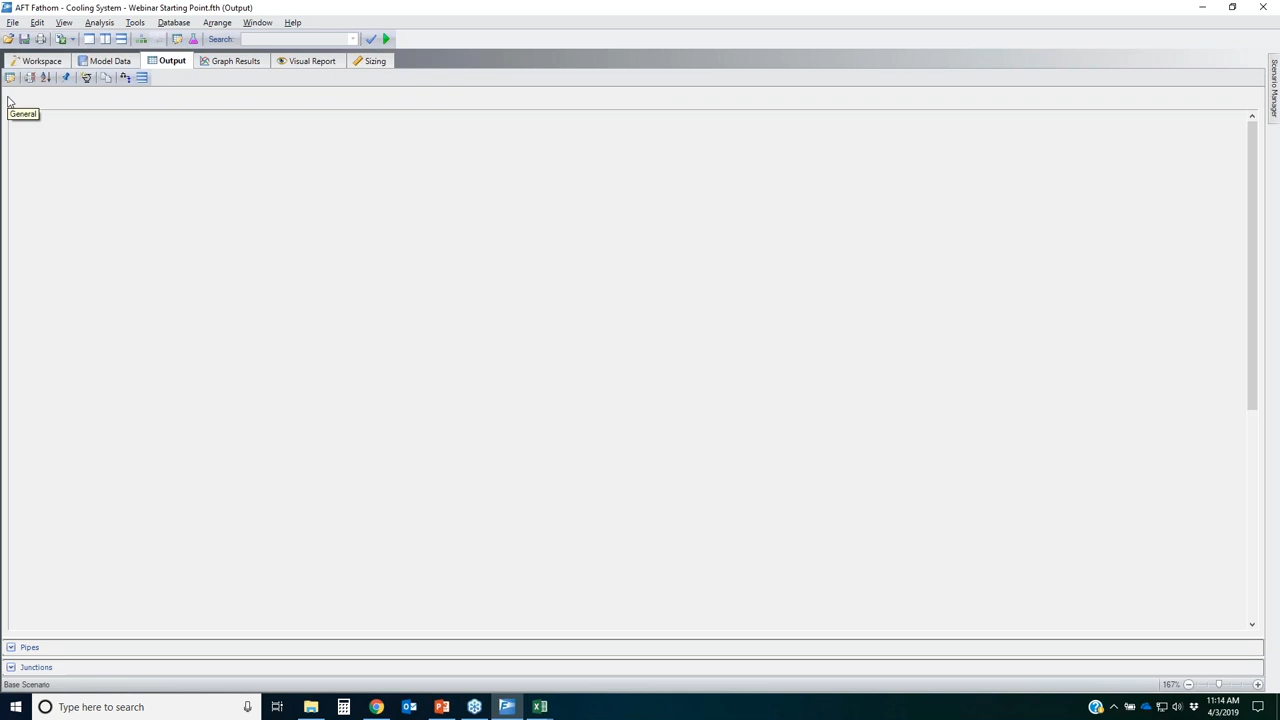 AFT Fathom - Cooling System - Webinar Starting Point.fth (Output)
File Edit View Analysis Tools Database Arrange Window Help
Search:
Workspace Model Data Output Graph Results Visual Report Sizing
Scenario Manager
General
Pipes
Junctions
Base Scenario 167%
Type here to search
11:14 AM
4/3/2019